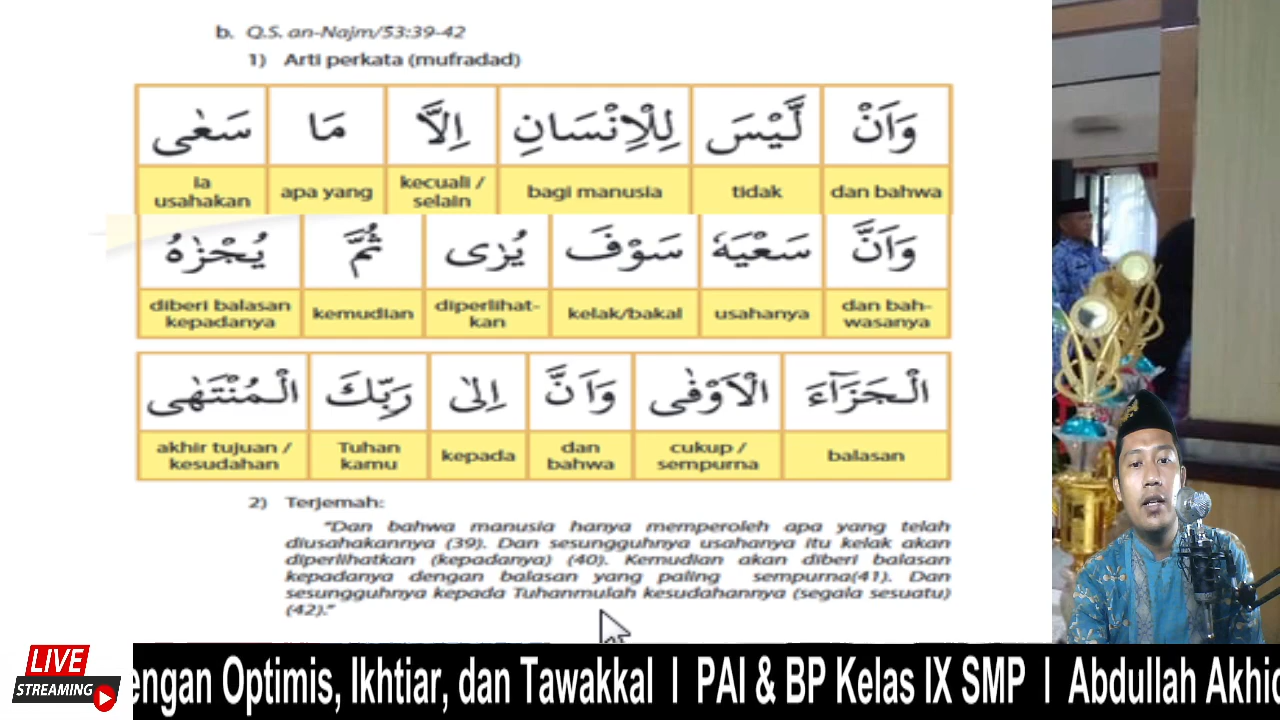 b. Q.S. an-Najm/53:39-42
1) Arti perkata (mufradad)
وَاَنْ لَّيْسَ لِلْاِنْسَانِ اِلَّا مَا سَعٰى
dan bahwa tidak bagi manusia kecuali / selain apa yang ia usahakan
وَاَنَّ سَعْيَهٗ سَوْفَ يُرٰى ثُمَّ يُجْزٰىهُ
dan bah-wasanya usahanya kelak/bakal diperlihat-kan kemudian diberi balasan kepadanya
الْجَزَاۤءَ الْاَوْفٰى وَاَنَّ اِلٰى رَبِّكَ الْمُنْتَهٰى
balasan cukup / sempurna dan bahwa kepada Tuhan kamu akhir tujuan / kesudahan
2) Terjemah:
"Dan bahwa manusia hanya memperoleh apa yang telah
diusahakannya (39). Dan sesungguhnya usahanya itu kelak akan
diperlihatkan (kepadanya) (40). Kemudian akan diberi balasan
kepadanya dengan balasan yang paling sempurna(41). Dan
sesungguhnya kepada Tuhanmulah kesudahannya (segala sesuatu)
(42)."
LIVE
STREAMING
engan Optimis, Ikhtiar, dan Tawakkal | PAI & BP Kelas IX SMP | Abdullah Akhid